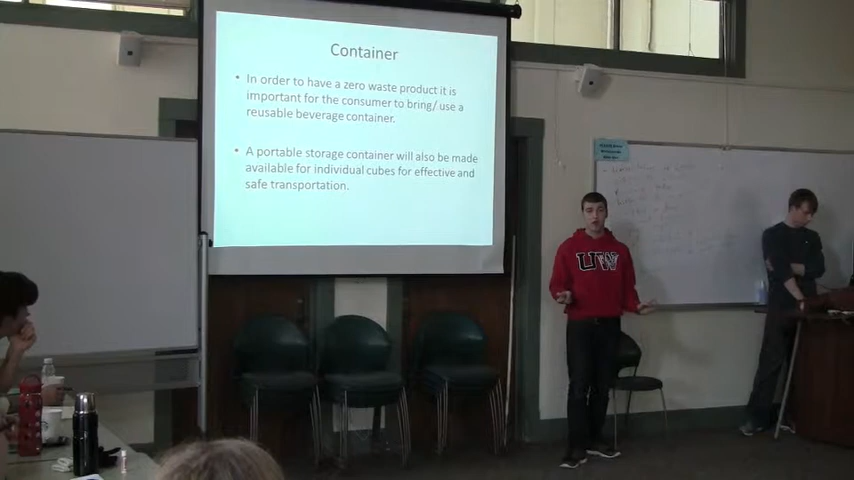 Container
• In order to have a zero waste product it is
important for the consumer to bring/use a
reusable beverage container.
• A portable storage container will also be made
available for individual cubes for effective and
safe transportation.
UW